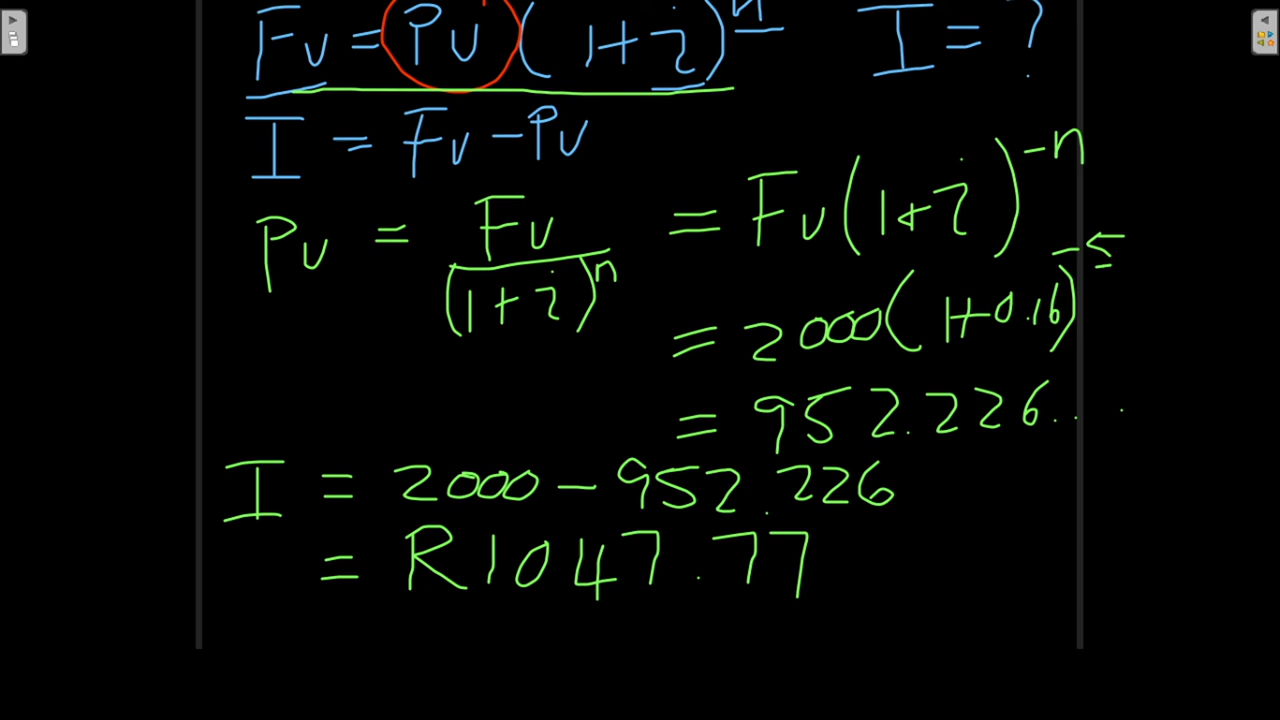 Fv = Pv (1+i)^n I = ?
I = Fv - Pv
Pv = Fv/(1+i)^n = Fv(1+i)^-n
= 2000(1+0.16)^-5
= 952.226...
I = 2000 - 952.226
= R1047.77